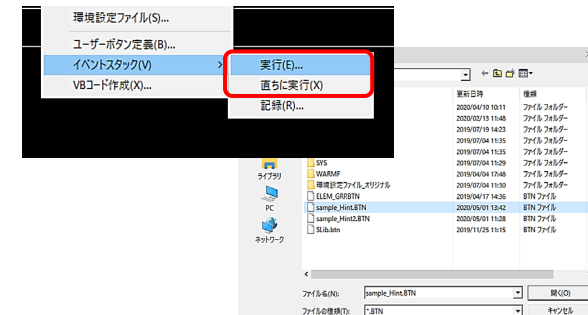 環境設定ファイル(S)...
ユーザーボタン定義(B)...
イベントスタック(V) >
VBコード作成(X)...
実行(E)...
直ちに実行(X)
記録(R)...
更新日時 種類
2020/04/10 10:11 ファイル フォルダー
2020/02/13 11:48 ファイル フォルダー
2019/07/19 14:23 ファイル フォルダー
2019/07/04 11:35 ファイル フォルダー
2019/07/04 11:35 ファイル フォルダー
SYS 2019/07/04 11:29 ファイル フォルダー
WARMF 2019/04/04 17:48 ファイル フォルダー
環境設定ファイル_オリジナル 2019/07/04 11:30 ファイル フォルダー
ELEM_GRP.BTN 2019/04/17 14:36 BTN ファイル
sample_Hint.BTN 2020/05/01 13:42 BTN ファイル
sample_Hint2.BTN 2020/05/01 11:28 BTN ファイル
SLib.btn 2019/11/25 11:15 BTN ファイル
ライブラリ
PC
ネットワーク
ファイル名(N): sample_Hint.BTN 開く(O)
ファイルの種類(T): *.BTN キャンセル